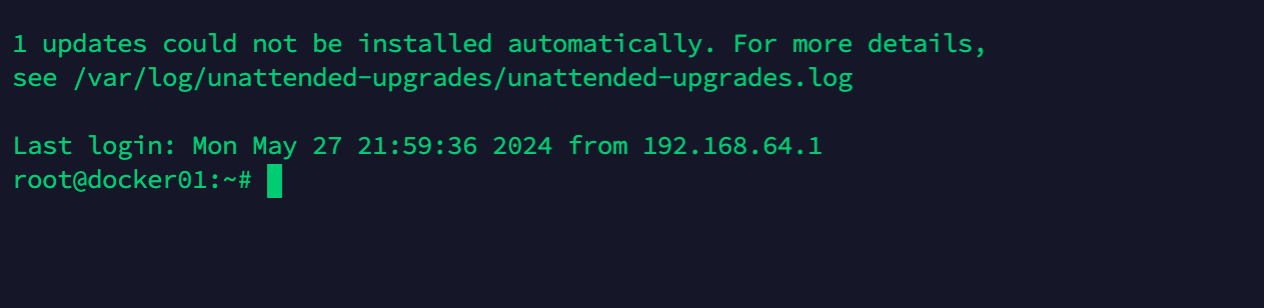 1 updates could not be installed automatically. For more details,
see /var/log/unattended-upgrades/unattended-upgrades.log
Last login: Mon May 27 21:59:36 2024 from 192.168.64.1
root@docker01:~#